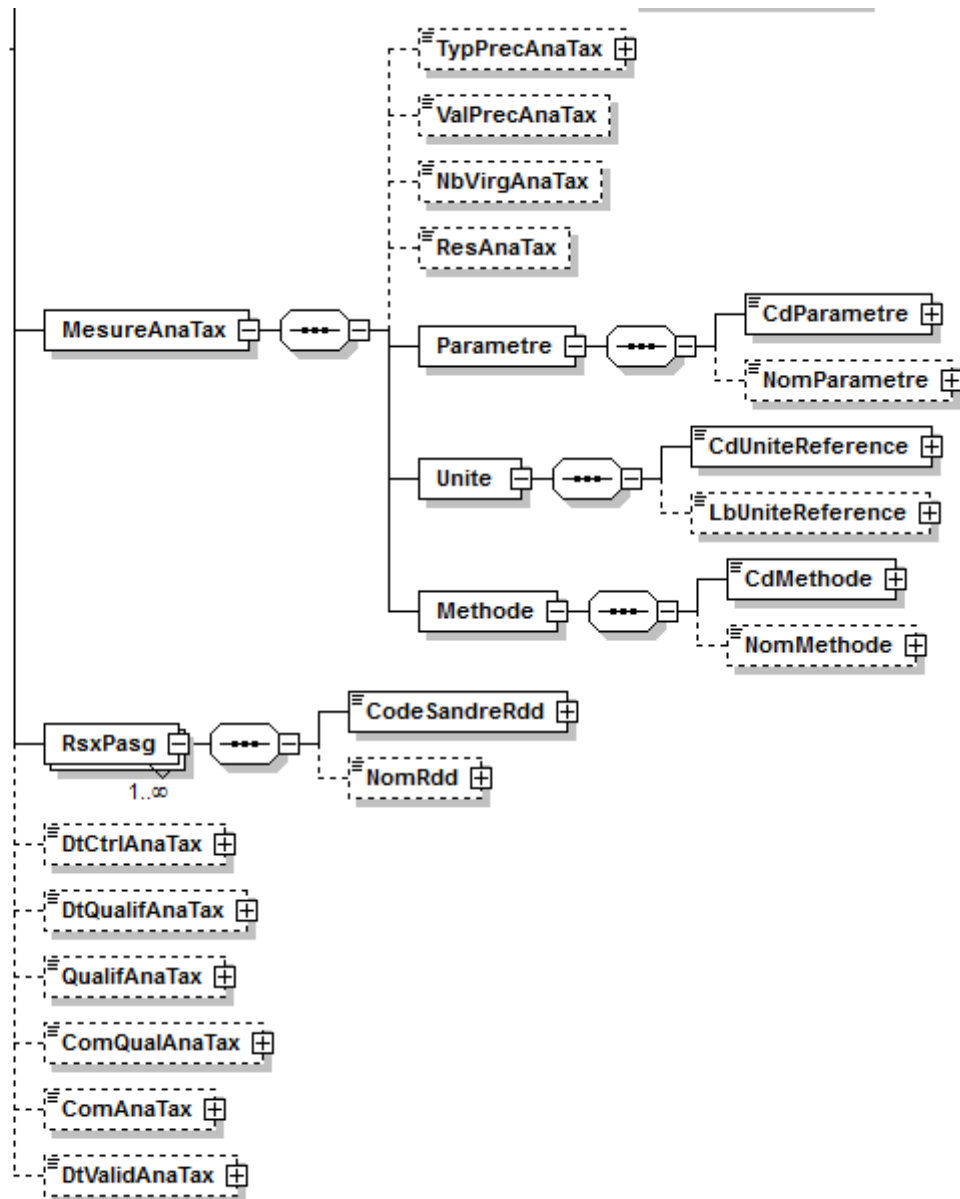 TypPrecAnaTax
ValPrecAnaTax
NbVirgAnaTax
ResAnaTax
MesureAnaTax
Parametre
CdParametre
NomParametre
Unite
CdUniteReference
LbUniteReference
Methode
CdMethode
NomMethode
RsxPasg
1..∞
CodeSandreRdd
NomRdd
DtCtrlAnaTax
DtQualifAnaTax
QualifAnaTax
ComQualAnaTax
ComAnaTax
DtValidAnaTax